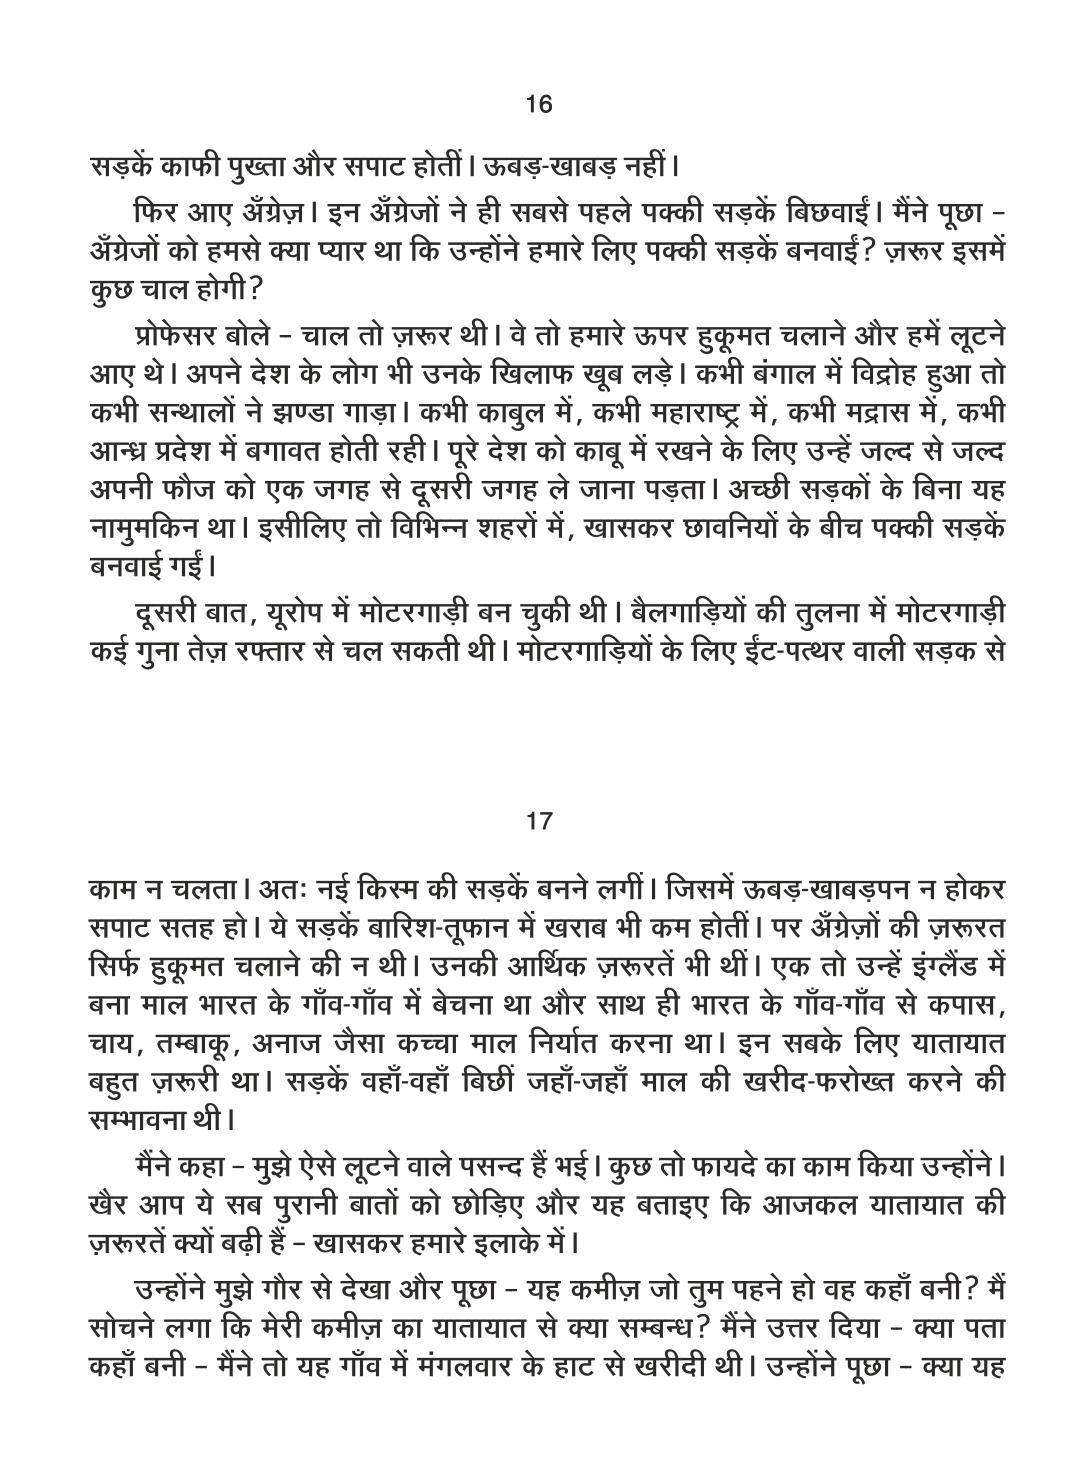 16
सड़कें काफी पुख्ता और सपाट होतीं। ऊबड़-खाबड़ नहीं।
फिर आए अँग्रेज़। इन अँग्रेजों ने ही सबसे पहले पक्की सड़कें बिछवाईं। मैंने पूछा –
अँग्रेजों को हमसे क्या प्यार था कि उन्होंने हमारे लिए पक्की सड़कें बनवाईं? ज़रूर इसमें
कुछ चाल होगी?
प्रोफेसर बोले – चाल तो ज़रूर थी। वे तो हमारे ऊपर हुकूमत चलाने और हमें लूटने
आए थे। अपने देश के लोग भी उनके खिलाफ खूब लड़े। कभी बंगाल में विद्रोह हुआ तो
कभी सन्थालों ने झण्डा गाड़ा। कभी काबुल में, कभी महाराष्ट्र में, कभी मद्रास में, कभी
आन्ध्र प्रदेश में बगावत होती रही। पूरे देश को काबू में रखने के लिए उन्हें जल्द से जल्द
अपनी फौज को एक जगह से दूसरी जगह ले जाना पड़ता। अच्छी सड़कों के बिना यह
नामुमकिन था। इसीलिए तो विभिन्न शहरों में, खासकर छावनियों के बीच पक्की सड़कें
बनवाई गईं।
दूसरी बात, यूरोप में मोटरगाड़ी बन चुकी थी। बैलगाड़ियों की तुलना में मोटरगाड़ी
कई गुना तेज़ रफ्तार से चल सकती थी। मोटरगाड़ियों के लिए ईंट-पत्थर वाली सड़क से
17
काम न चलता। अतः नई किस्म की सड़कें बनने लगीं। जिसमें ऊबड़-खाबड़पन न होकर
सपाट सतह हो। ये सड़कें बारिश-तूफान में खराब भी कम होतीं। पर अँग्रेज़ों की ज़रूरत
सिर्फ हुकूमत चलाने की न थी। उनकी आर्थिक ज़रूरतें भी थीं। एक तो उन्हें इंग्लैंड में
बना माल भारत के गाँव-गाँव में बेचना था और साथ ही भारत के गाँव-गाँव से कपास,
चाय, तम्बाकू, अनाज जैसा कच्चा माल निर्यात करना था। इन सबके लिए यातायात
बहुत ज़रूरी था। सड़कें वहाँ-वहाँ बिछीं जहाँ-जहाँ माल की खरीद-फरोख्त करने की
सम्भावना थी।
मैंने कहा – मुझे ऐसे लूटने वाले पसन्द हैं भई। कुछ तो फायदे का काम किया उन्होंने।
खैर आप ये सब पुरानी बातों को छोड़िए और यह बताइए कि आजकल यातायात की
ज़रूरतें क्यों बढ़ी हैं – खासकर हमारे इलाके में।
उन्होंने मुझे गौर से देखा और पूछा – यह कमीज़ जो तुम पहने हो वह कहाँ बनी? मैं
सोचने लगा कि मेरी कमीज़ का यातायात से क्या सम्बन्ध? मैंने उत्तर दिया – क्या पता
कहाँ बनी – मैंने तो यह गाँव में मंगलवार के हाट से खरीदी थी। उन्होंने पूछा – क्या यह